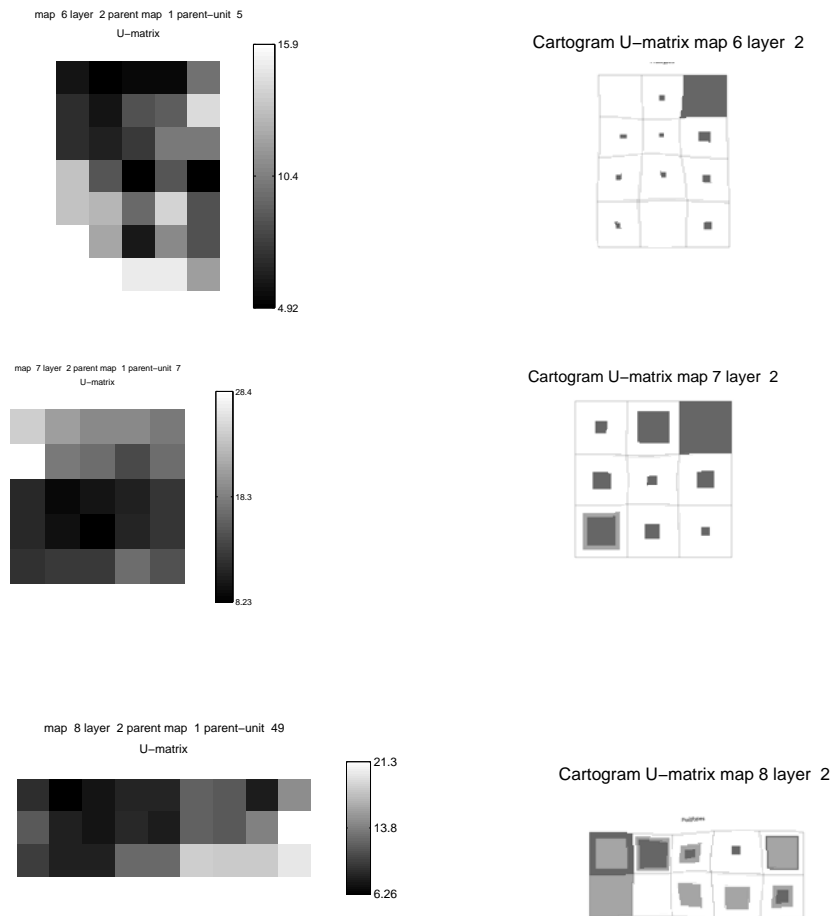 map 6 layer 2 parent map 1 parent−unit 5
U−matrix
15.9
10.4
4.92
Cartogram U−matrix map 6 layer 2
map 7 layer 2 parent map 1 parent−unit 7
U−matrix
28.4
18.3
8.23
Cartogram U−matrix map 7 layer 2
map 8 layer 2 parent map 1 parent−unit 49
U−matrix
21.3
13.8
6.26
Cartogram U−matrix map 8 layer 2